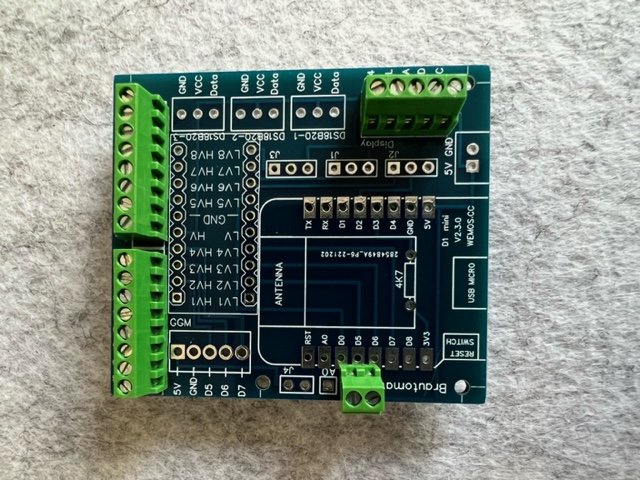 5V
GND
D5
D6
D7
GGM
HV1 HV2 HV3 HV4 HV HV5 HV6 HV7 HV8
LV1 LV2 LV3 LV4 LV GND LV5 LV6 LV7 LV8
DS18B20-3
GND
VCC
Data
DS18B20-2
GND
VCC
Data
DS18B20-1
GND
VCC
Data
J4
A0
ANTENNA
J3
RST
A0
D0
D5
D6
D7
D8
3V3
TX
RX
D1
D2
D3
D4
GND
5V
2854849A_P6-221202
4K7
J1
J2
Display
L
A
D
C
5V GND
RESET
SWITCH
USB MICRO
D1 mini
V2-3-0
WEMOS.CC